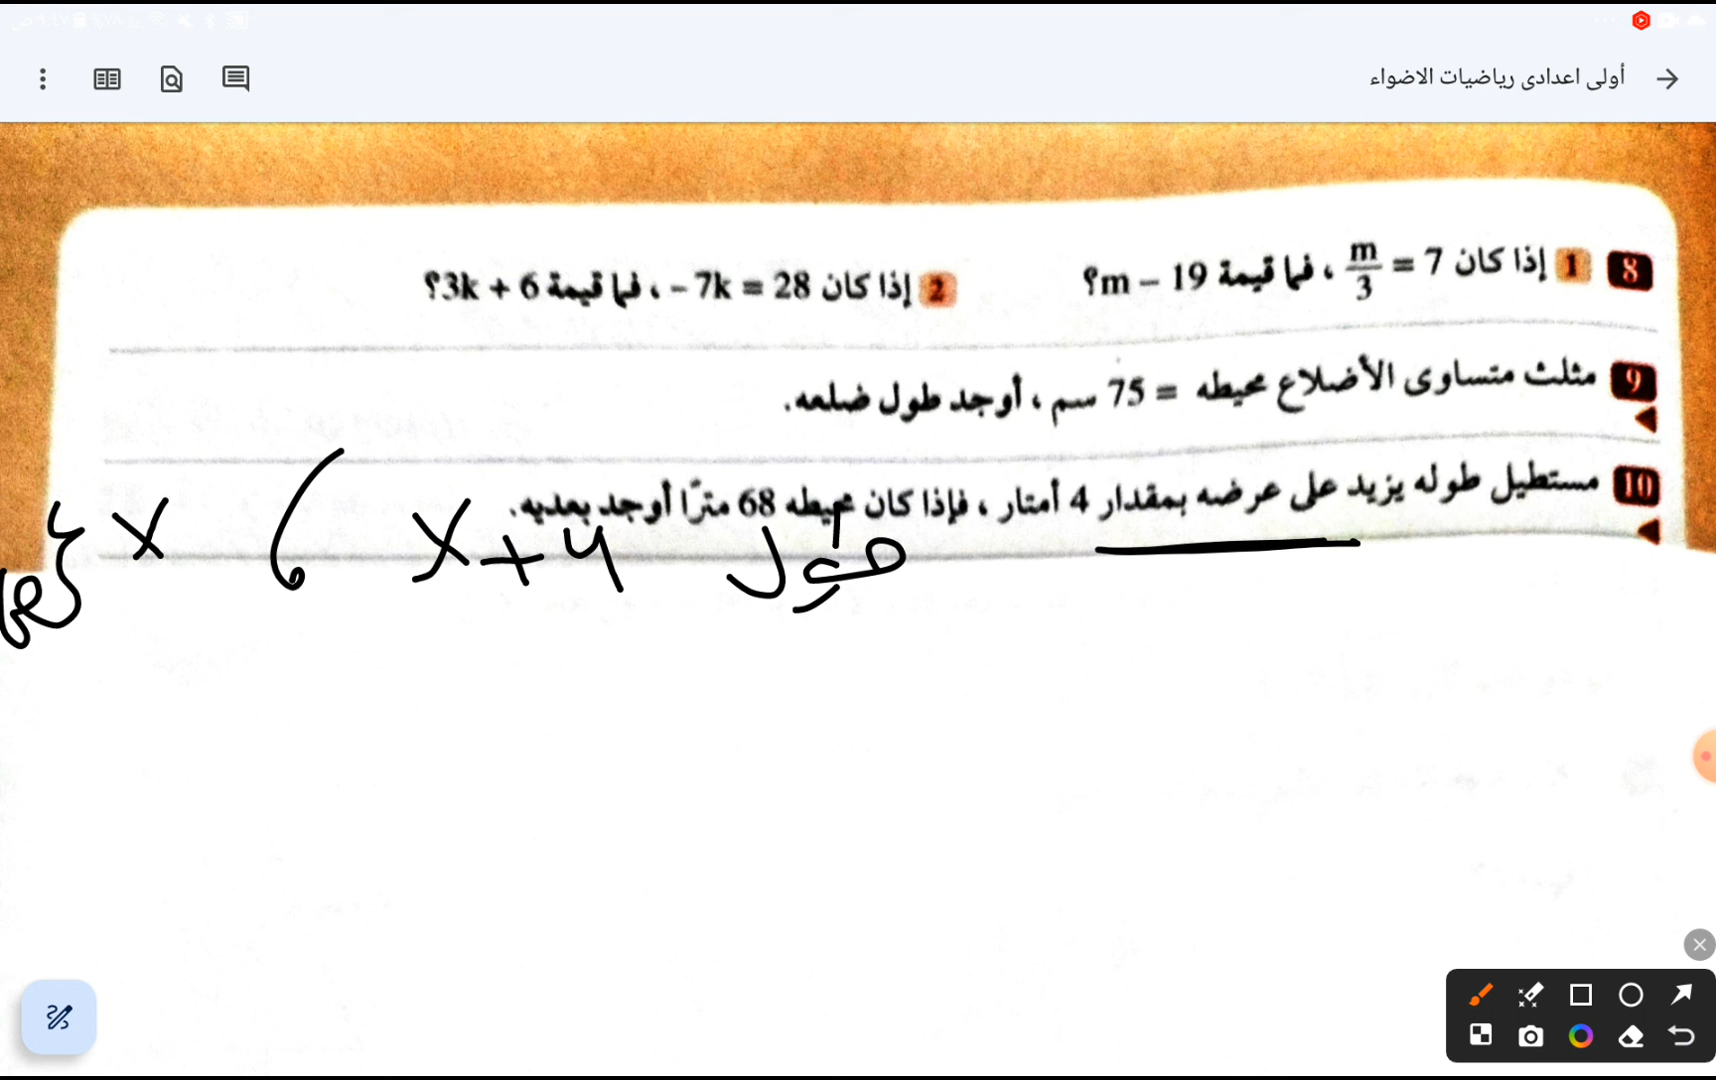 أولى اعدادى رياضيات الاضواء
8 1 إذا كان m/3 = 7 ، فما قيمة m – 19؟ 2 إذا كان – 7k = 28 ، فما قيمة 3k + 6؟
9 مثلث متساوى الأضلاع محيطه = 75 سم ، أوجد طول ضلعه.
10 مستطيل طوله يزيد على عرضه بمقدار 4 أمتار ، فإذا كان محيطه 68 مترًا أوجد بعديه.
طول x+4 x